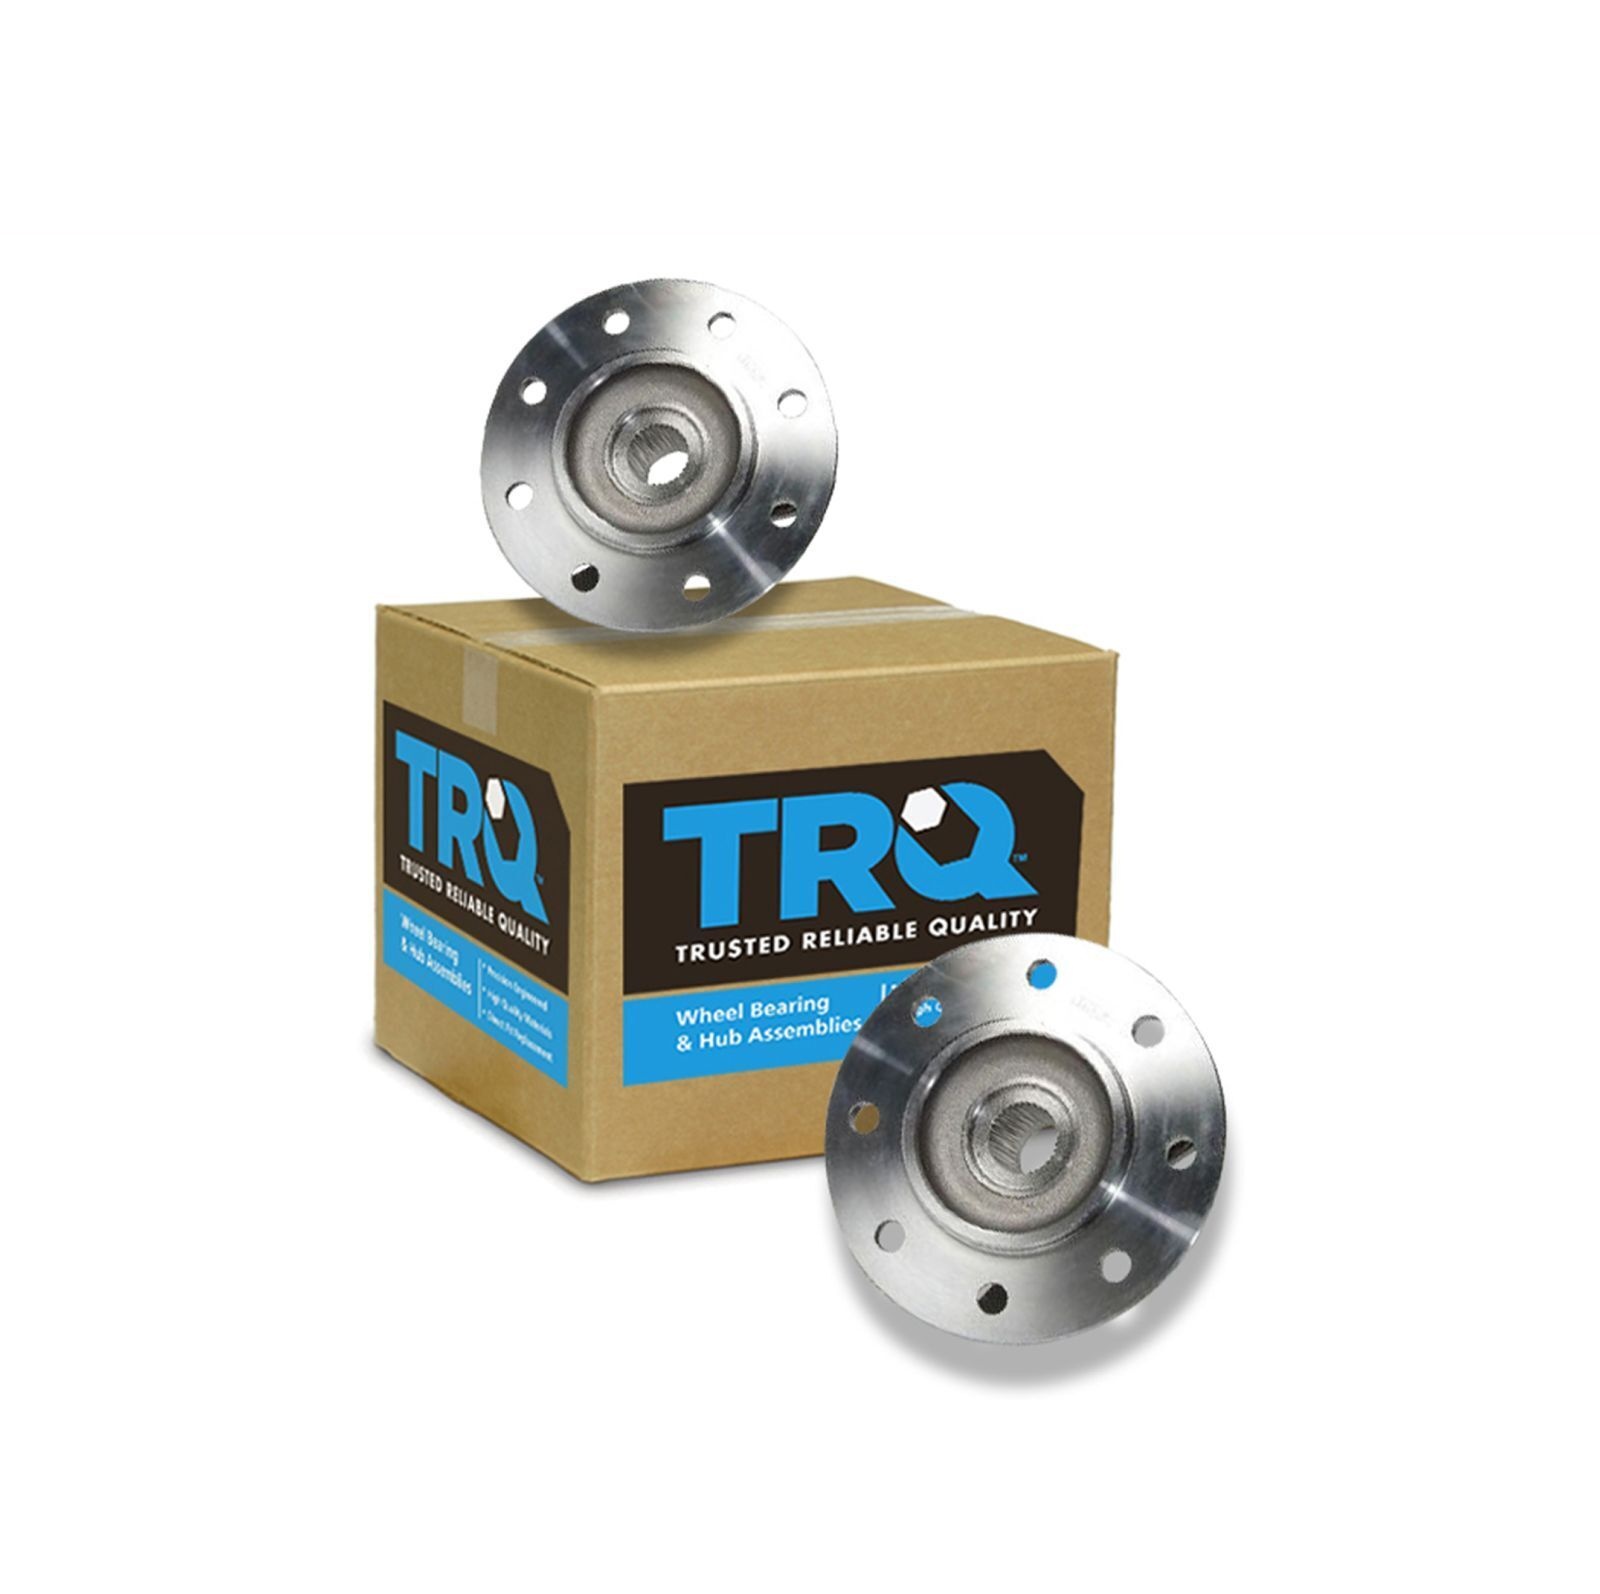 TRQ™
TRUSTED RELIABLE QUALITY
Wheel Bearing
& Hub Assemblies
• Precision Engineered
• High Quality Materials
• Direct Fit Replacement
TRQ™
TRUSTED RELIABLE QUALITY
Wheel Bearing
& Hub Assemblies